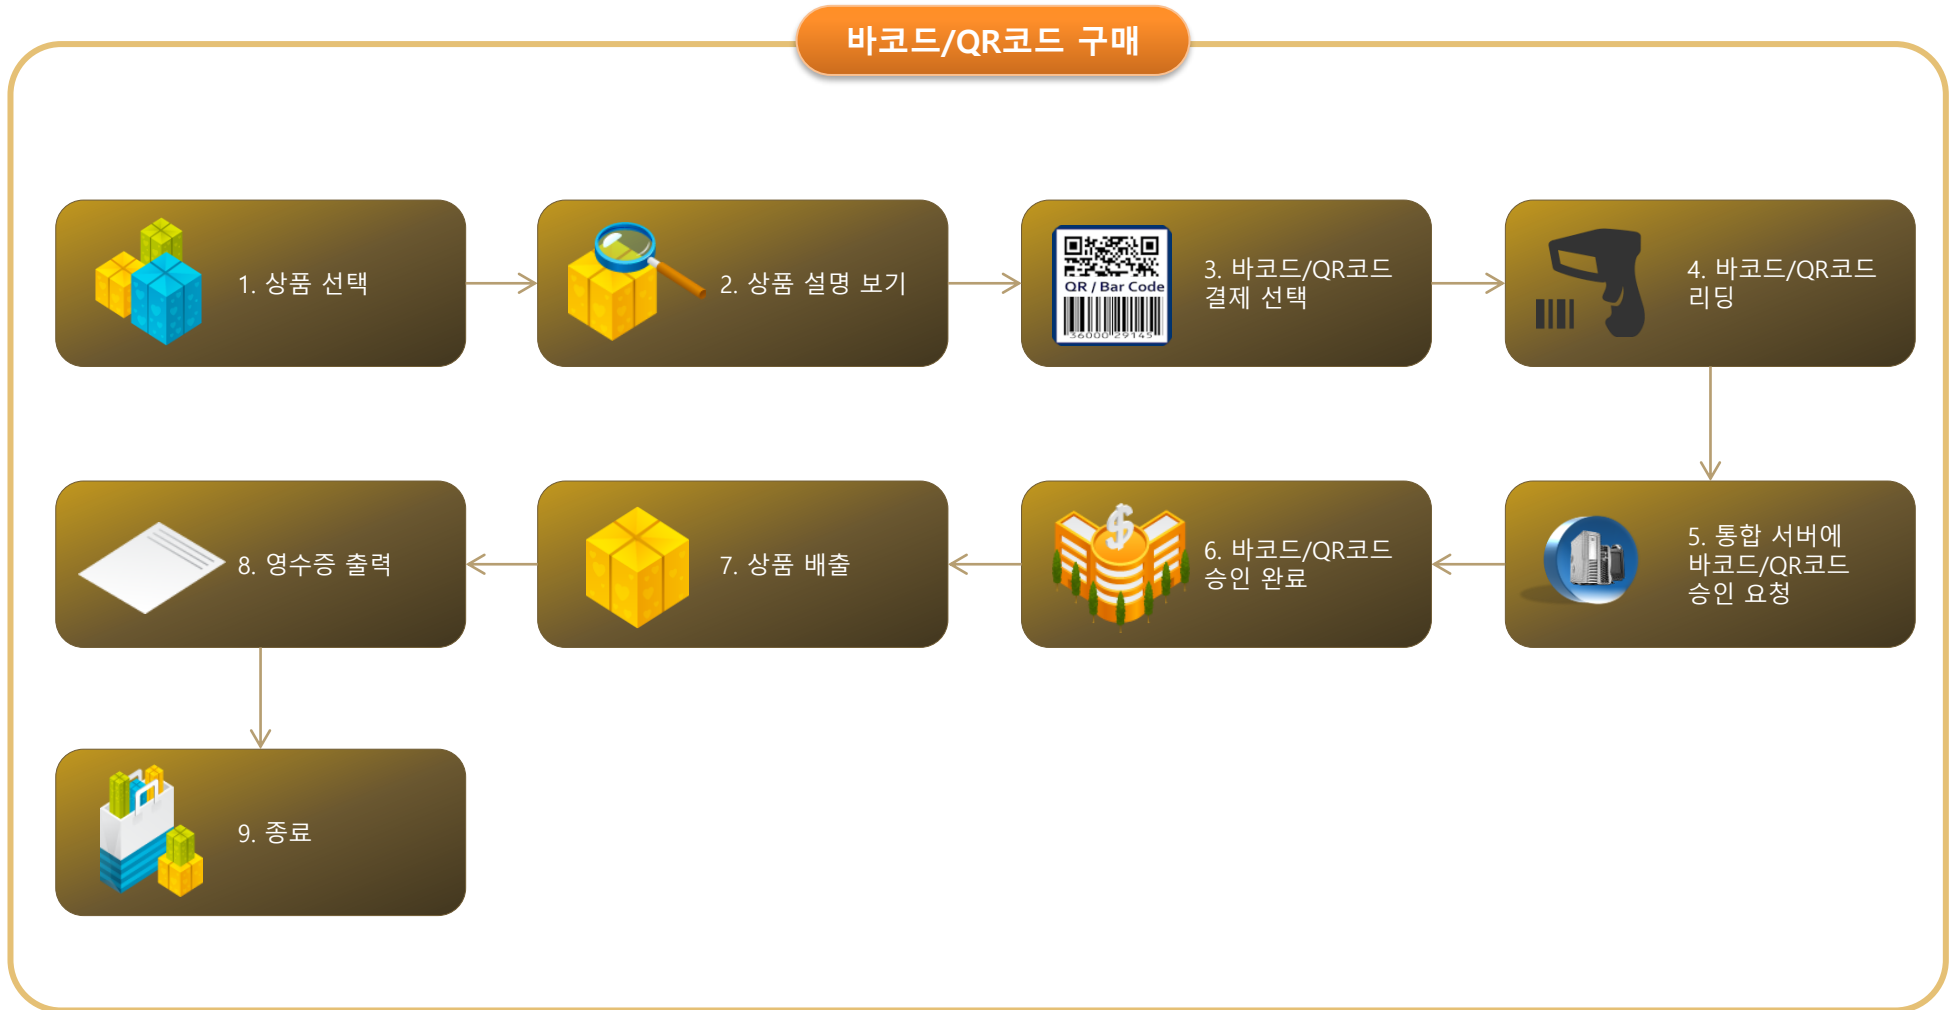 바코드/QR코드 구매
1. 상품 선택
2. 상품 설명 보기
QR / Bar Code
36000 29145
3. 바코드/QR코드
결제 선택
4. 바코드/QR코드
리딩
8. 영수증 출력
7. 상품 배출
$
6. 바코드/QR코드
승인 완료
5. 통합 서버에
바코드/QR코드
승인 요청
9. 종료